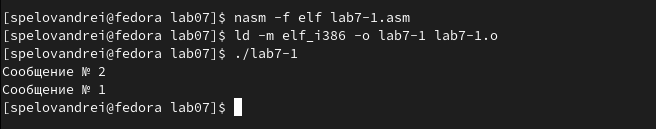 [spelovandrei@fedora lab07]$ nasm -f elf lab7-1.asm
[spelovandrei@fedora lab07]$ ld -m elf_i386 -o lab7-1 lab7-1.o
[spelovandrei@fedora lab07]$ ./lab7-1
Сообщение № 2
Сообщение № 1
[spelovandrei@fedora lab07]$